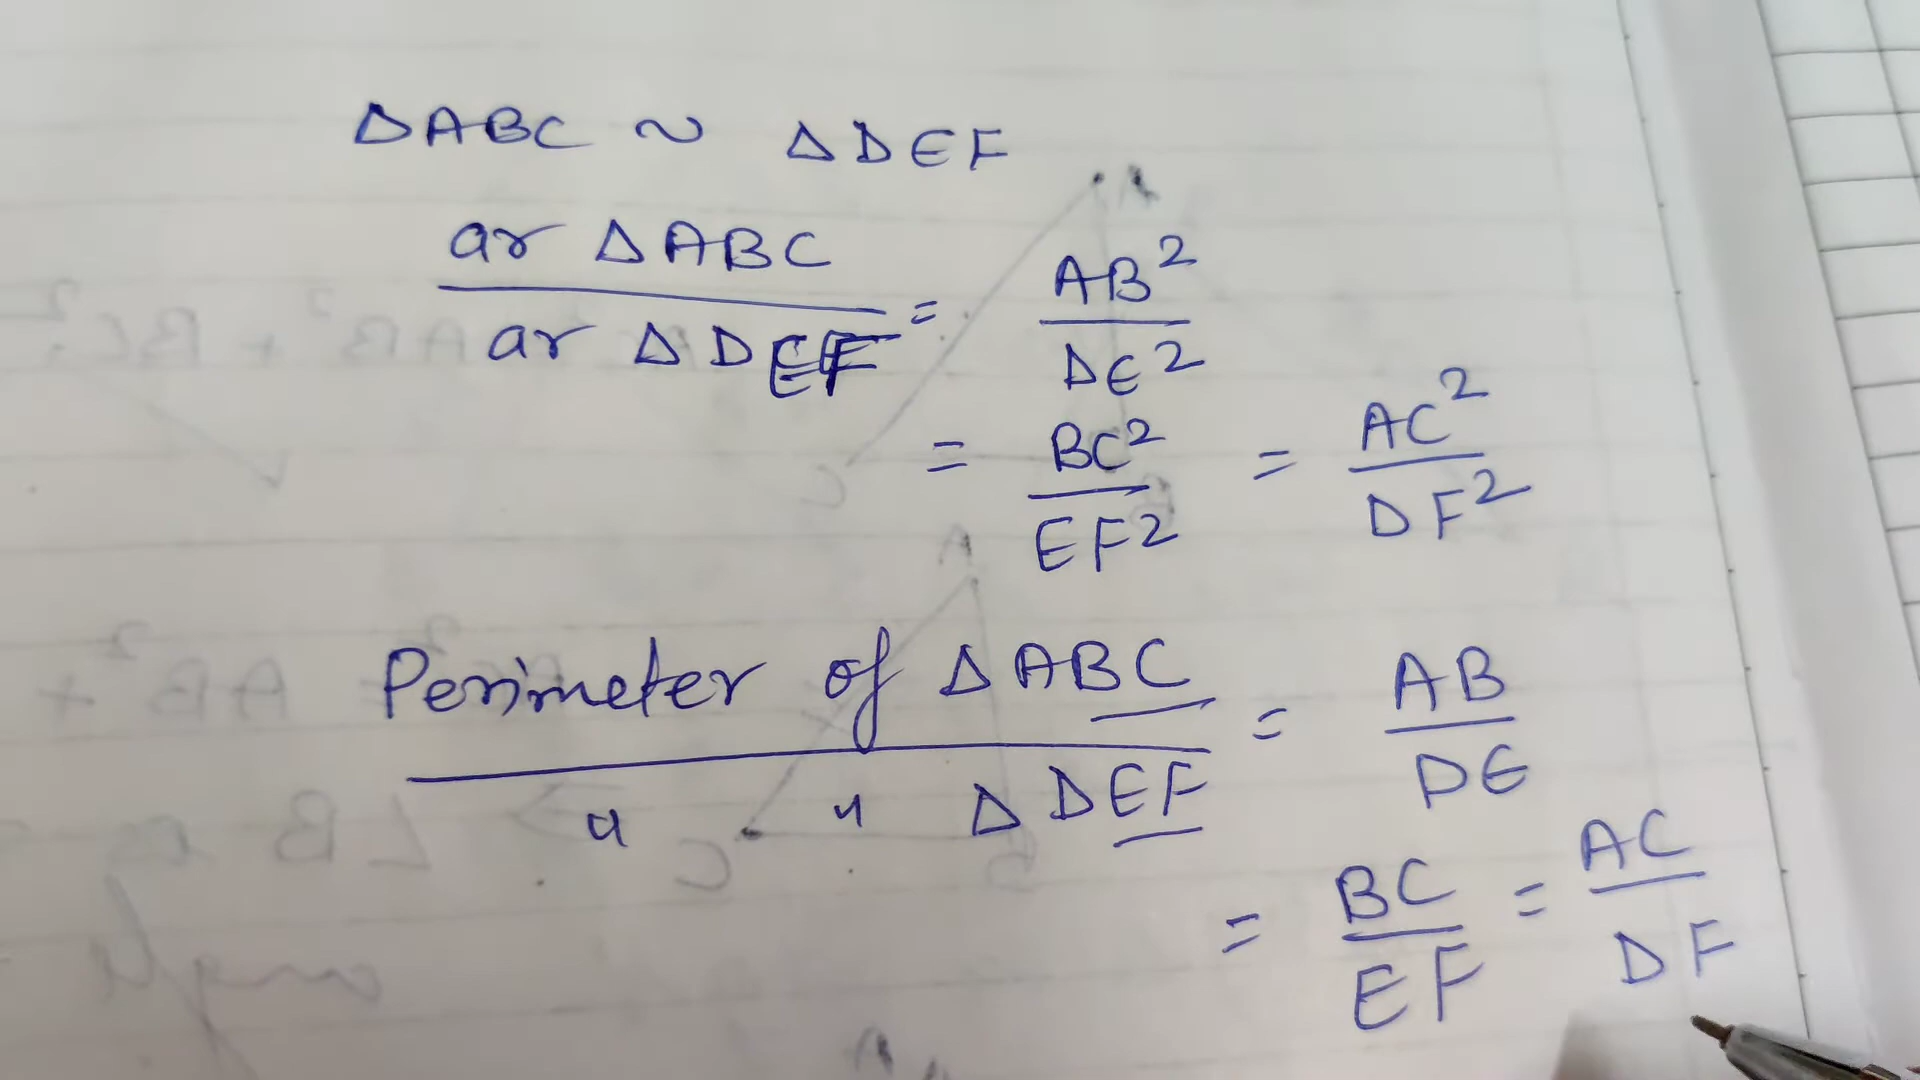 ΔABC ~ ΔDEF
ar ΔABC / ar ΔDEF = AB² / DE²
= BC² / EF² = AC² / DF²
Perimeter of ΔABC / " " ΔDEF = AB / DE
= BC / EF = AC / DF